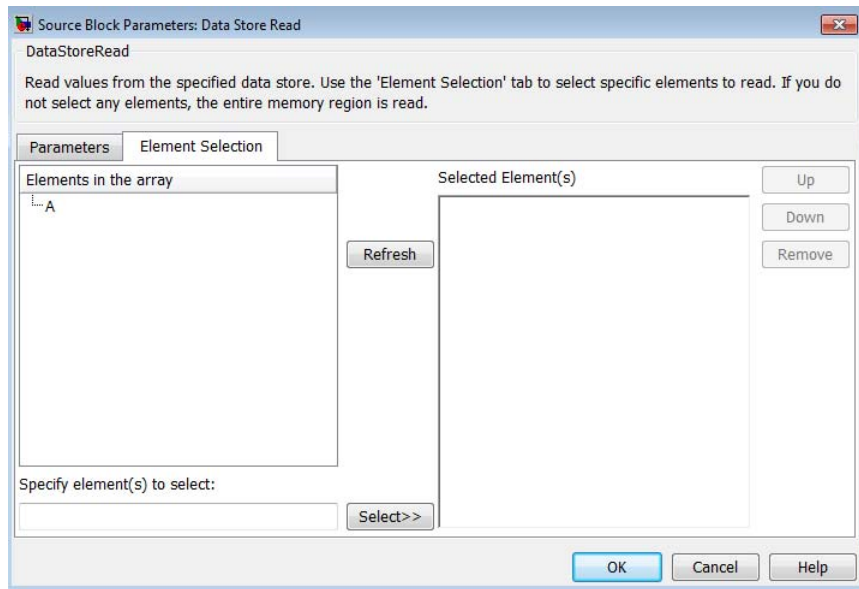 Source Block Parameters: Data Store Read
DataStoreRead
Read values from the specified data store. Use the 'Element Selection' tab to select specific elements to read. If you do
not select any elements, the entire memory region is read.
Parameters
Element Selection
Elements in the array
A
Refresh
Selected Element(s)
Up
Down
Remove
Specify element(s) to select:
Select>>
OK
Cancel
Help